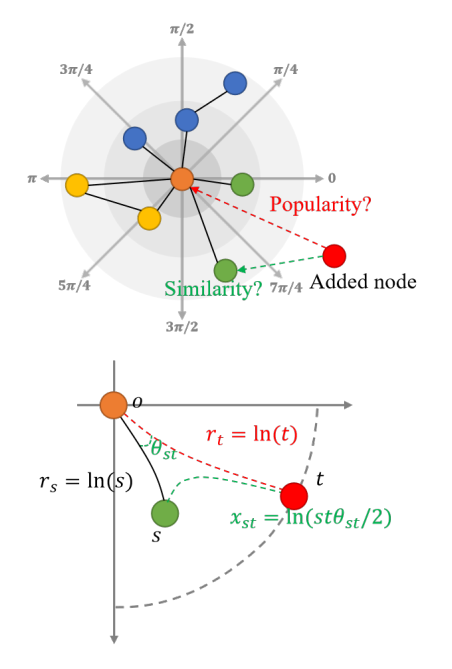 π/2
3π/4
π/4
π
0
Popularity?
5π/4
Similarity?
7π/4
Added node
3π/2
o
r_t = ln(t)
θ_st
r_s = ln(s)
t
x_st = ln(stθ_st/2)
s